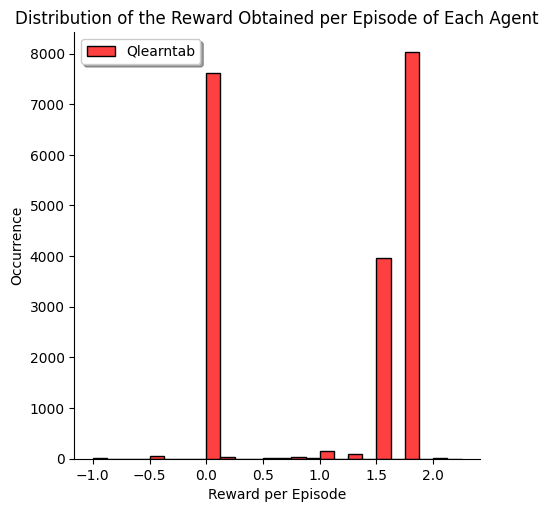 Distribution of the Reward Obtained per Episode of Each Agent
Qlearntab
8000
7000
6000
5000
4000
3000
2000
1000
0
Occurrence
−1.0 −0.5 0.0 0.5 1.0 1.5 2.0
Reward per Episode